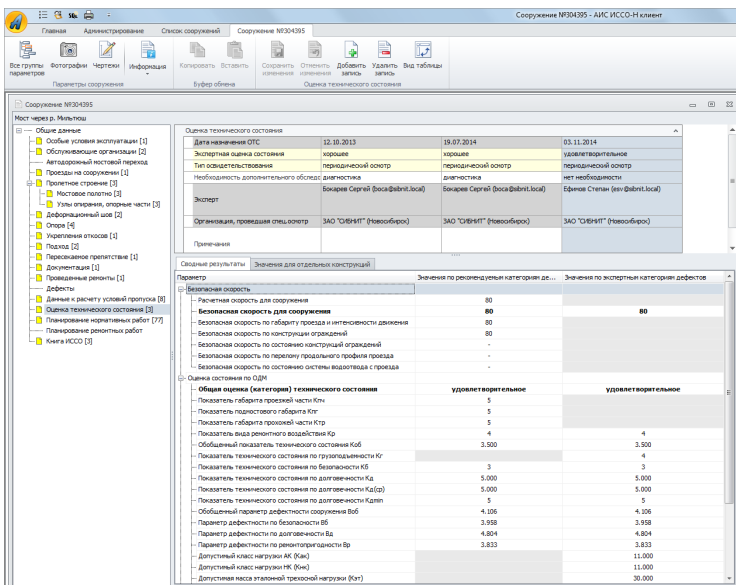 Сооружение №304395 - АИС ИССО-Н клиент
Главная Администрирование Список сооружений Сооружение №304395
Все группы параметров Фотографии Чертежи Информация Копировать Вставить Сохранить изменения Отменить изменения Добавить запись Удалить запись Вид таблицы
Параметры сооружения Буфер обмена Оценка технического состояния
Сооружение №304395
Мост через р. Мильтюш
Общие данные
Особые условия эксплуатации [1]
Обслуживающие организации [2]
Автодорожный мостовой переход
Проезды на сооружении [1]
Пролетное строение [3]
Мостовое полотно [3]
Узлы опирания, опорные части [3]
Деформационный шов [2]
Опора [4]
Укрепления откосов [1]
Подход [2]
Пересекаемое препятствие [1]
Документация [1]
Проведенные ремонты [1]
Дефекты
Данные к расчету условий пропуска [8]
Оценка технического состояния [3]
Планирование нормативных работ [77]
Планирование ремонтных работ
Книга ИССО [3]
Оценка технического состояния
Дата назначения ОТС 12.10.2013 19.07.2014 03.11.2014
Экспертная оценка состояния хорошее хорошее удовлетворительное
Тип освидетельствования периодический осмотр периодический осмотр периодический осмотр
Необходимость дополнительного обследо диагностика диагностика нет необходимости
Эксперт Бокарев Сергей (boca@sibnit.local) Бокарев Сергей (boca@sibnit.local) Ефимов Степан (esv@sibnit.local)
Организация, проведшая спец.осмотр ЗАО "СИБНИТ" (Новосибирск) ЗАО "СИБНИТ" (Новосибирск) ЗАО "СИБНИТ" (Новосибирск)
Примечания
Сводные результаты Значения для отдельных конструкций
Параметр Значения по рекомендуемым категориям де... Значения по экспертным категориям дефектов
Безопасная скорость
Расчетная скорость для сооружения 80
Безопасная скорость для сооружения 80 80
Безопасная скорость по габариту проезда и интенсивности движения 80
Безопасная скорость по конструкции ограждений 80
Безопасная скорость по состоянию конструкций ограждений -
Безопасная скорость по перелому продольного профиля проезда -
Безопасная скорость по состоянию системы водоотвода с проезда -
Оценка состояния по ОДМ
Общая оценка (категория) технического состояния удовлетворительное удовлетворительное
Показатель габарита проезжей части Кпч 5
Показатель подмостового габарита Кпг 5
Показатель габарита прохожей части Ктр 5
Показатель вида ремонтного воздействия Кр 4 4
Обобщенный показатель технического состояния Коб 3.500 3.500
Показатель технического состояния по грузоподъемности Кг 4
Показатель технического состояния по безопасности Кб 3 3
Показатель технического состояния по долговечности Кд 5.000 5.000
Показатель технического состояния по долговечности Кд(ср) 5.000 5.000
Показатель технического состояния по долговечности Кдmin 5 5
Обобщенный параметр дефектности сооружения Воб 4.106 4.106
Параметр дефектности по безопасности Вб 3.958 3.958
Параметр дефектности по долговечности Вд 4.804 4.804
Параметр дефектности по ремонтопригодности Вр 3.833 3.833
Допустимый класс нагрузки АК (Как) 11.000
Допустимый класс нагрузки НК (Кнк) 11.000
Допустимая масса эталонной трехосной нагрузки (Кэт) 30.000